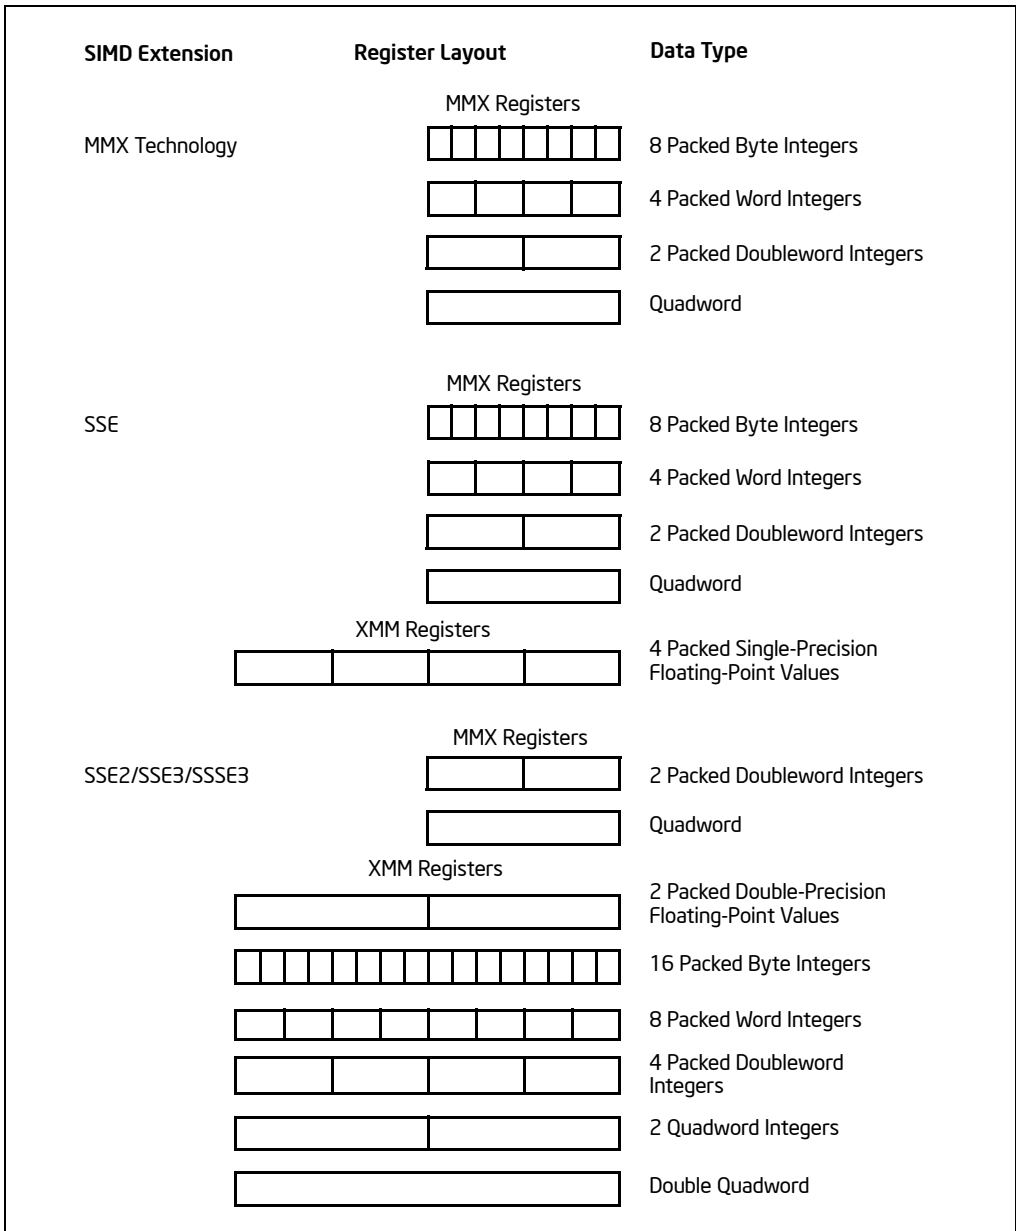 SIMD Extension Register Layout Data Type
MMX Registers
MMX Technology 8 Packed Byte Integers
4 Packed Word Integers
2 Packed Doubleword Integers
Quadword
MMX Registers
SSE 8 Packed Byte Integers
4 Packed Word Integers
2 Packed Doubleword Integers
Quadword
XMM Registers
4 Packed Single-Precision
Floating-Point Values
MMX Registers
SSE2/SSE3/SSSE3 2 Packed Doubleword Integers
Quadword
XMM Registers
2 Packed Double-Precision
Floating-Point Values
16 Packed Byte Integers
8 Packed Word Integers
4 Packed Doubleword
Integers
2 Quadword Integers
Double Quadword